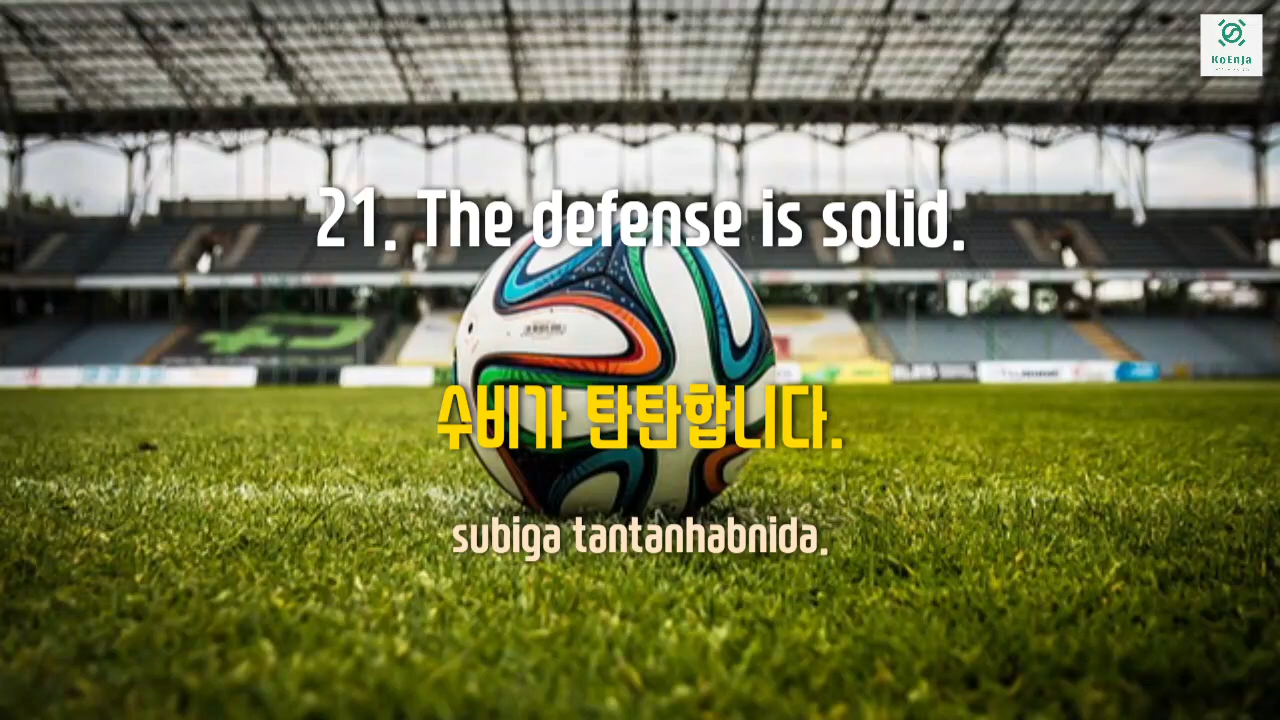 KoEnJa
21. The defense is solid.
수비가 탄탄합니다.
subiga tantanhabnida.